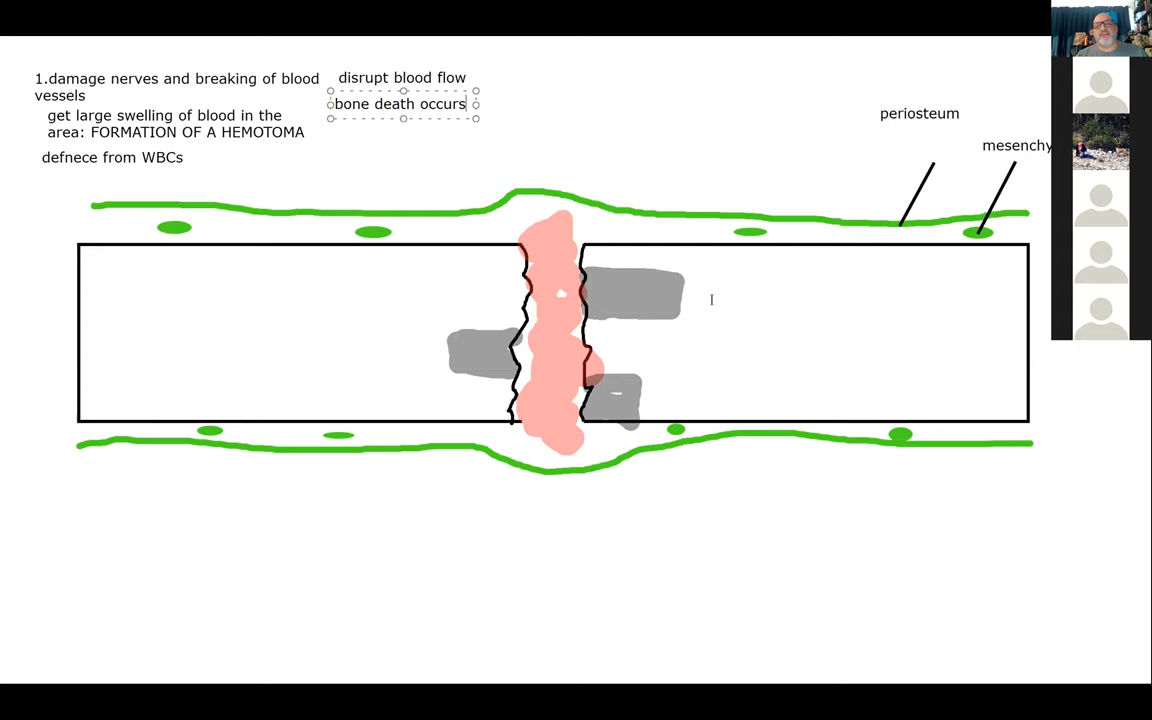 1.damage nerves and breaking of blood
vessels
get large swelling of blood in the
area: FORMATION OF A HEMOTOMA
defnece from WBCs
disrupt blood flow
bone death occurs
periosteum
mesenchy